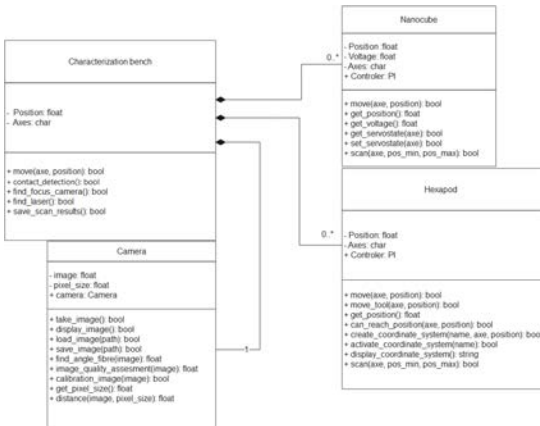 Characterization bench
- Position: float
- Axes: char
+ move(axe, position): bool
+ contact_detection(): bool
+ find_focus_camera(): bool
+ find_laser(): bool
+ save_scan_results(): bool
Camera
- image: float
- pixel_size: float
+ camera: Camera
+ take_image(): bool
+ display_image(): bool
+ load_image(path): bool
+ save_image(path): bool
+ find_angle_fibre(image): float
+ image_quality_assesment(image): float
+ calibration_image(image): bool
+ get_pixel_size(): float
+ distance(image, pixel_size): float
1
0..*
Nanocube
- Position: float
- Voltage: float
- Axes: char
+ Controler: PI
+ move(axe, position): bool
+ get_position(): float
+ get_voltage(): float
+ get_servostate(axe): bool
+ set_servostate(axe): bool
+ scan(axe, pos_min, pos_max): bool
0..*
Hexapod
- Position: float
- Axes: char
+ Controler: PI
+ move(axe, position): bool
+ move_tool(axe, position): bool
+ get_position(): float
+ can_reach_position(axe, position): bool
+ create_coordinate_system(name, axe, position): bool
+ activate_coordinate_system(name): bool
+ display_coordinate_system(): string
+ scan(axe, pos_min, pos_max): bool